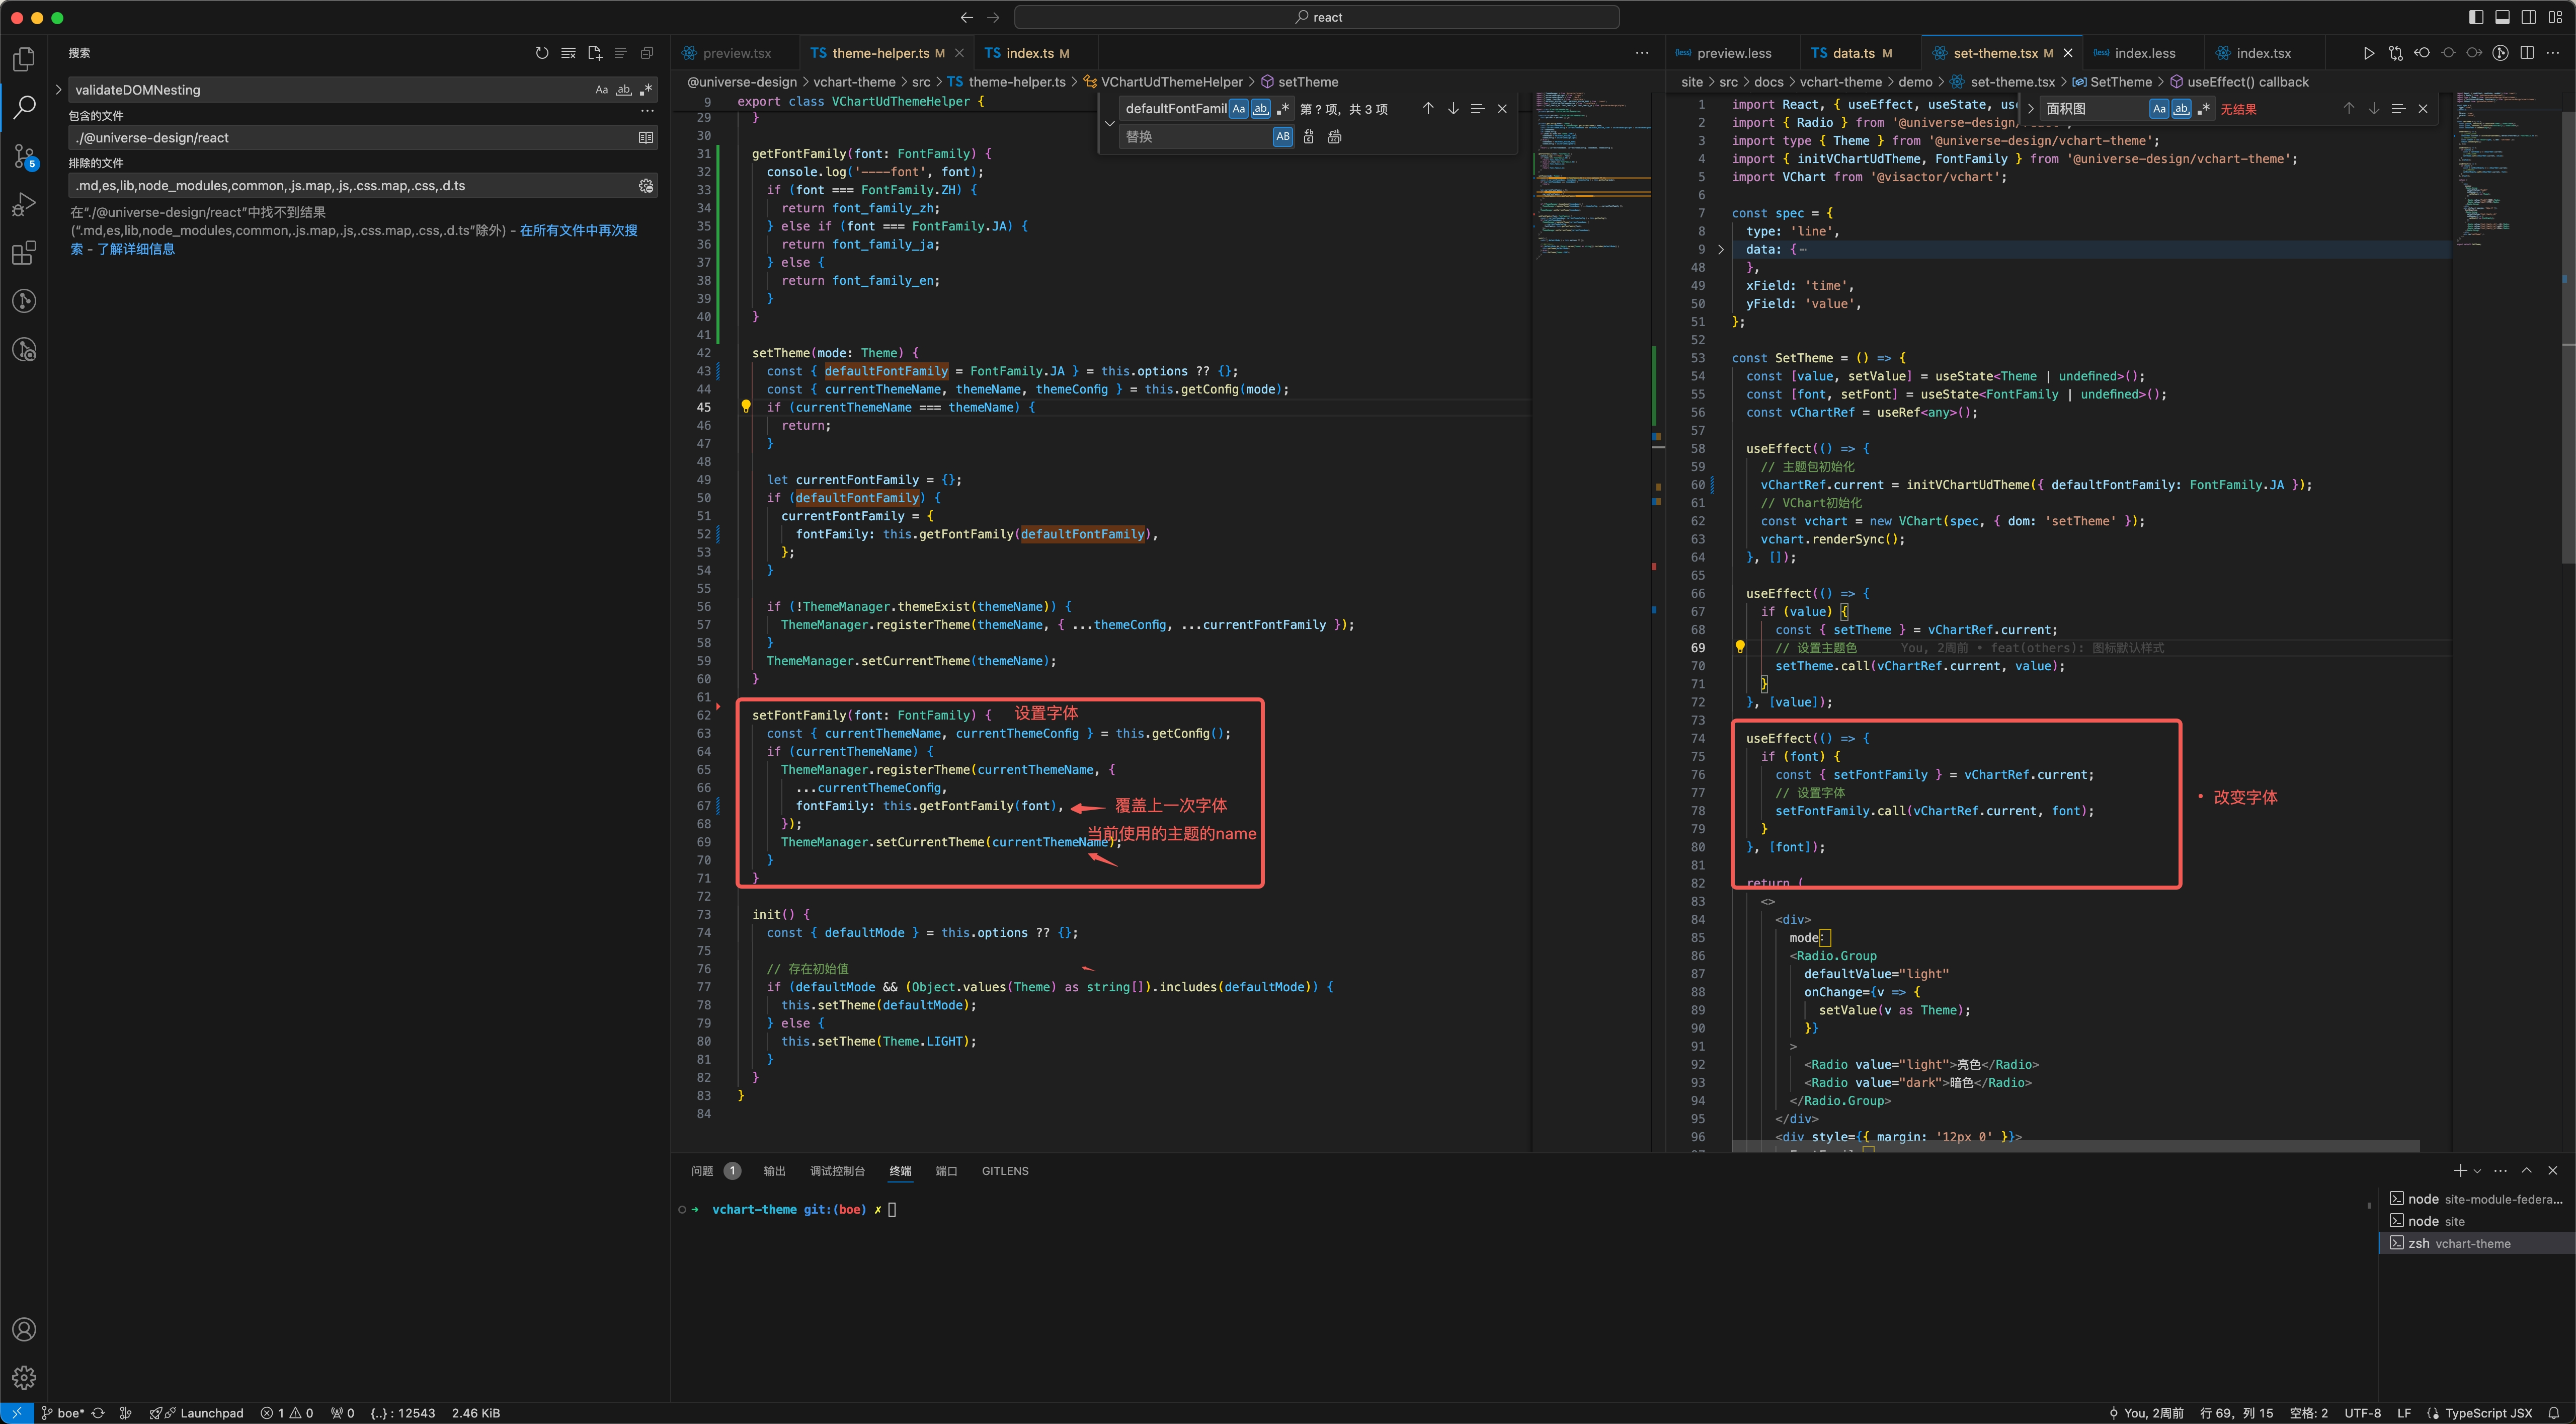 react
搜索
validateDOMNesting
包含的文件
./@universe-design/react
排除的文件
.md,es,lib,node_modules,common,.js.map,.js,.css.map,.css,.d.ts
在"./@universe-design/react"中找不到结果
(".md,es,lib,node_modules,common,.js.map,.js,.css.map,.css,.d.ts"除外) - 在所有文件中再次搜
索 - 了解详细信息
5
preview.tsx
TS theme-helper.ts M
TS index.ts M
@universe-design > vchart-theme > src > TS theme-helper.ts > VChartUdThemeHelper > setTheme
defaultFontFamil Aa ab 第 ? 项, 共 3 项
替换 AB
9 export class VChartUdThemeHelper {
29 }
30
31 getFontFamily(font: FontFamily) {
32 console.log('----font', font);
33 if (font === FontFamily.ZH) {
34 return font_family_zh;
35 } else if (font === FontFamily.JA) {
36 return font_family_ja;
37 } else {
38 return font_family_en;
39 }
40 }
41
42 setTheme(mode: Theme) {
43 const { defaultFontFamily = FontFamily.JA } = this.options ?? {};
44 const { currentThemeName, themeName, themeConfig } = this.getConfig(mode);
45 if (currentThemeName === themeName) {
46 return;
47 }
48
49 let currentFontFamily = {};
50 if (defaultFontFamily) {
51 currentFontFamily = {
52 fontFamily: this.getFontFamily(defaultFontFamily),
53 };
54 }
55
56 if (!ThemeManager.themeExist(themeName)) {
57 ThemeManager.registerTheme(themeName, { ...themeConfig, ...currentFontFamily });
58 }
59 ThemeManager.setCurrentTheme(themeName);
60 }
61
62 setFontFamily(font: FontFamily) { 设置字体
63 const { currentThemeName, currentThemeConfig } = this.getConfig();
64 if (currentThemeName) {
65 ThemeManager.registerTheme(currentThemeName, {
66 ...currentThemeConfig,
67 fontFamily: this.getFontFamily(font), 覆盖上一次字体
68 });
当前使用的主题的name
69 ThemeManager.setCurrentTheme(currentThemeName);
70 }
71 }
72
73 init() {
74 const { defaultMode } = this.options ?? {};
75
76 // 存在初始值
77 if (defaultMode && (Object.values(Theme) as string[]).includes(defaultMode)) {
78 this.setTheme(defaultMode);
79 } else {
80 this.setTheme(Theme.LIGHT);
81 }
82 }
83 }
84
preview.less
TS data.ts M
set-theme.tsx M
index.less
index.tsx
site > src > docs > vchart-theme > demo > set-theme.tsx > SetTheme > useEffect() callback
面积图 Aa ab 无结果
1 import React, { useEffect, useState, us
2 import { Radio } from '@universe-design
3 import type { Theme } from '@universe-design/vchart-theme';
4 import { initVChartUdTheme, FontFamily } from '@universe-design/vchart-theme';
5 import VChart from '@visactor/vchart';
6
7 const spec = {
8 type: 'line',
9 data: {⋯
48 },
49 xField: 'time',
50 yField: 'value',
51 };
52
53 const SetTheme = () => {
54 const [value, setValue] = useState<Theme | undefined>();
55 const [font, setFont] = useState<FontFamily | undefined>();
56 const vChartRef = useRef<any>();
57
58 useEffect(() => {
59 // 主题包初始化
60 vChartRef.current = initVChartUdTheme({ defaultFontFamily: FontFamily.JA });
61 // VChart初始化
62 const vchart = new VChart(spec, { dom: 'setTheme' });
63 vchart.renderSync();
64 }, []);
65
66 useEffect(() => {
67 if (value) {
68 const { setTheme } = vChartRef.current;
69 // 设置主题色 You, 2周前 • feat(others): 图标默认样式
70 setTheme.call(vChartRef.current, value);
71 }
72 }, [value]);
73
74 useEffect(() => {
75 if (font) {
76 const { setFontFamily } = vChartRef.current;
77 // 设置字体
• 改变字体
78 setFontFamily.call(vChartRef.current, font);
79 }
80 }, [font]);
81
82 return (
83 <>
84 <div>
85 mode:
86 <Radio.Group
87 defaultValue="light"
88 onChange={v => {
89 setValue(v as Theme);
90 }}
91 >
92 <Radio value="light">亮色</Radio>
93 <Radio value="dark">暗色</Radio>
94 </Radio.Group>
95 </div>
96 <div style={{ margin: '12px 0' }}>
问题 1 输出 调试控制台 终端 端口 GITLENS
vchart-theme git:(boe) ✗
node site-module-federa...
node site
zsh vchart-theme
boe* Launchpad 1 0 0 {..} : 12543 2.46 KiB
You, 2周前 行 69, 列 15 空格: 2 UTF-8 LF TypeScript JSX